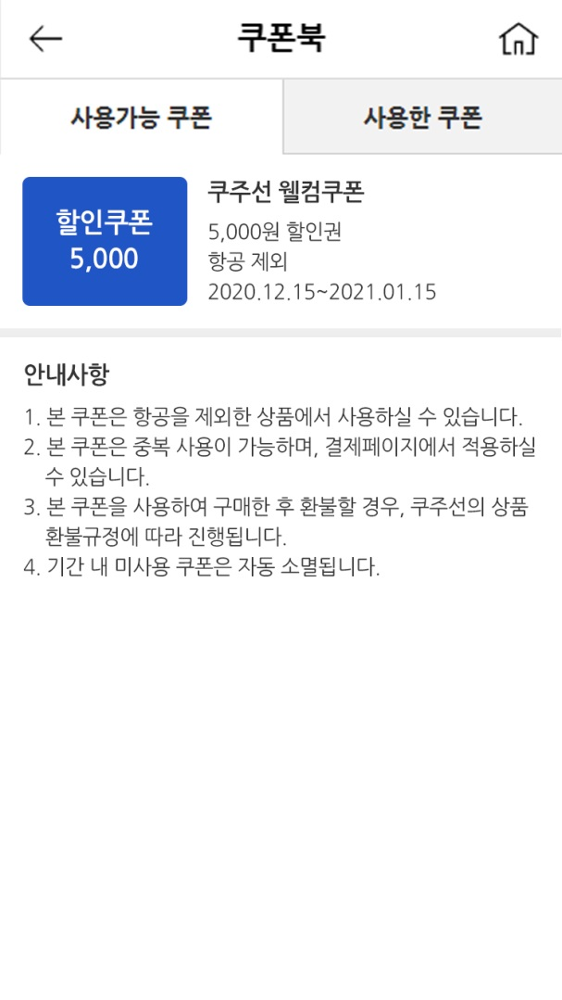 쿠폰북
사용가능 쿠폰
사용한 쿠폰
할인쿠폰
5,000
쿠주선 웰컴쿠폰
5,000원 할인권
항공 제외
2020.12.15~2021.01.15
안내사항
1. 본 쿠폰은 항공을 제외한 상품에서 사용하실 수 있습니다.
2. 본 쿠폰은 중복 사용이 가능하며, 결제페이지에서 적용하실
수 있습니다.
3. 본 쿠폰을 사용하여 구매한 후 환불할 경우, 쿠주선의 상품
환불규정에 따라 진행됩니다.
4. 기간 내 미사용 쿠폰은 자동 소멸됩니다.